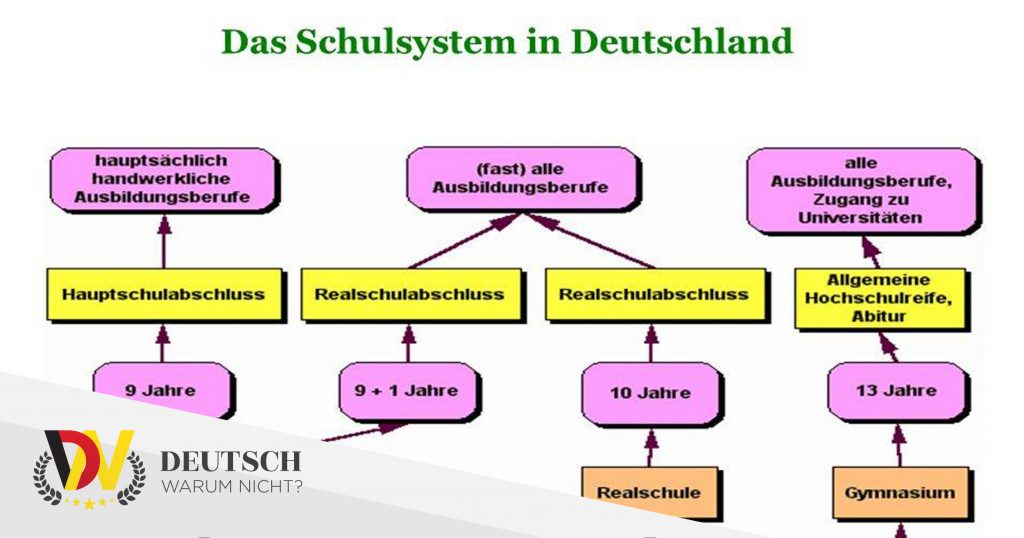 Das Schulsystem in Deutschland
hauptsächlich
handwerkliche
Ausbildungsberufe
(fast) alle
Ausbildungsberufe
alle
Ausbildungsberufe,
Zugang zu
Universitäten
Hauptschulabschluss
Realschulabschluss
Realschulabschluss
Allgemeine
Hochschulreife,
Abitur
9 Jahre
9 + 1 Jahre
10 Jahre
13 Jahre
Realschule
Gymnasium
DV
DEUTSCH
WARUM NICHT?